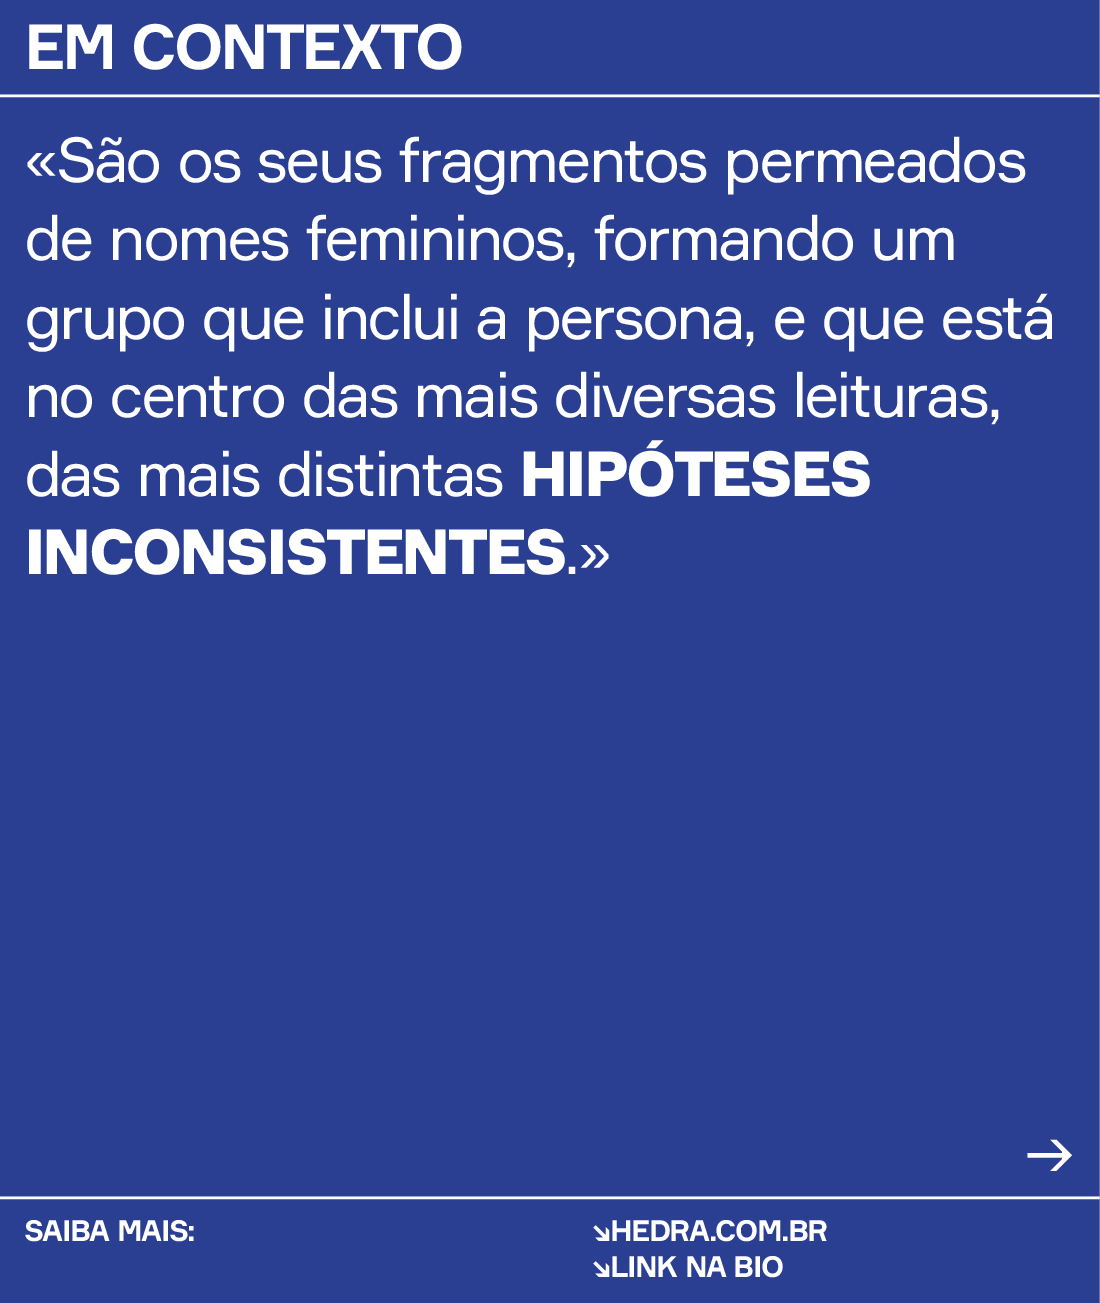 EM CONTEXTO
«São os seus fragmentos permeados
de nomes femininos, formando um
grupo que inclui a persona, e que está
no centro das mais diversas leituras,
das mais distintas HIPÓTESES
INCONSISTENTES.»
→
SAIBA MAIS:
↘HEDRA.COM.BR
↘LINK NA BIO